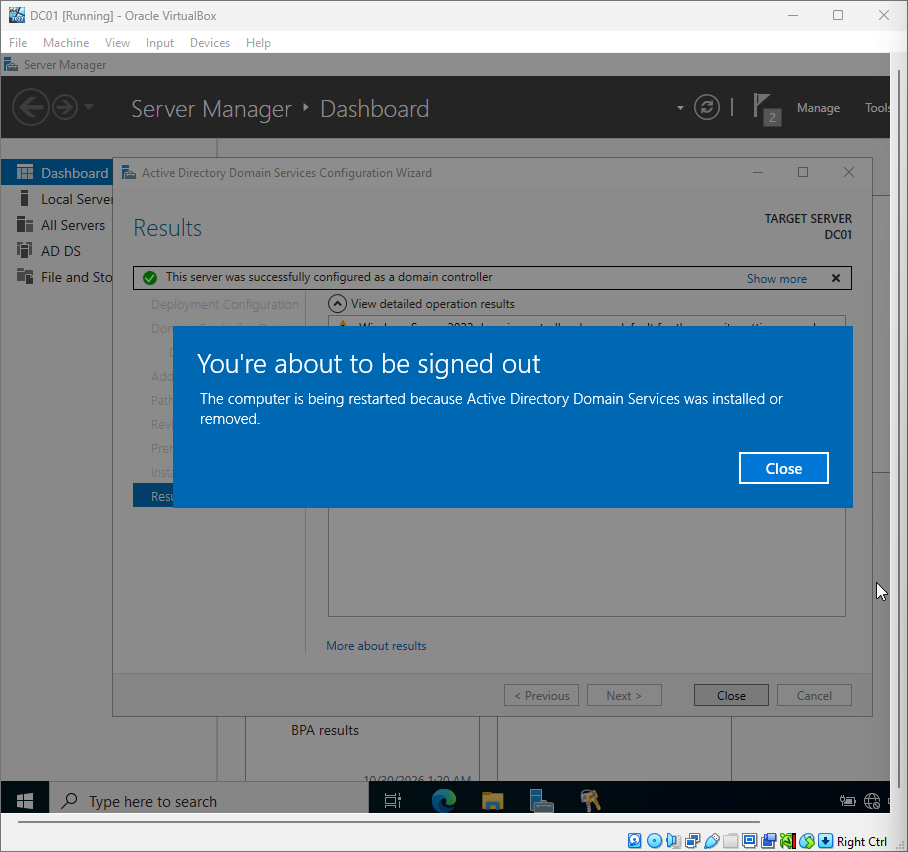 DC01 [Running] - Oracle VirtualBox
File Machine View Input Devices Help
Server Manager
Server Manager Dashboard
2
Manage
Tools
Dashboard
Local Server
All Servers
AD DS
File and Sto
Active Directory Domain Services Configuration Wizard
Results
TARGET SERVER
DC01
This server was successfully configured as a domain controller
Show more
Deployment Configuration
View detailed operation results
You're about to be signed out
The computer is being restarted because Active Directory Domain Services was installed or
removed.
Close
More about results
< Previous
Next >
Close
Cancel
BPA results
Type here to search
Right Ctrl